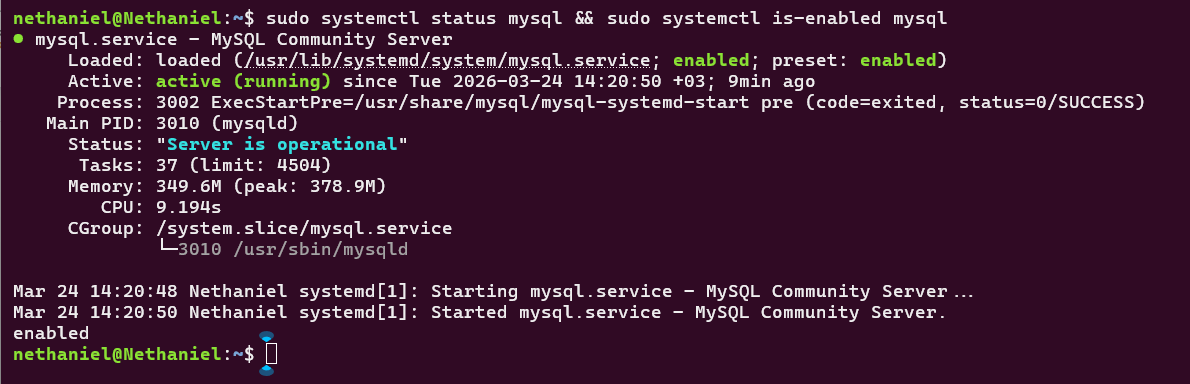 nethaniel@Nethaniel:~$ sudo systemctl status mysql && sudo systemctl is-enabled mysql
● mysql.service - MySQL Community Server
     Loaded: loaded (/usr/lib/systemd/system/mysql.service; enabled; preset: enabled)
     Active: active (running) since Tue 2026-03-24 14:20:50 +03; 9min ago
    Process: 3002 ExecStartPre=/usr/share/mysql/mysql-systemd-start pre (code=exited, status=0/SUCCESS)
   Main PID: 3010 (mysqld)
     Status: "Server is operational"
      Tasks: 37 (limit: 4504)
     Memory: 349.6M (peak: 378.9M)
        CPU: 9.194s
     CGroup: /system.slice/mysql.service
             └─3010 /usr/sbin/mysqld

Mar 24 14:20:48 Nethaniel systemd[1]: Starting mysql.service - MySQL Community Server...
Mar 24 14:20:50 Nethaniel systemd[1]: Started mysql.service - MySQL Community Server.
enabled
nethaniel@Nethaniel:~$